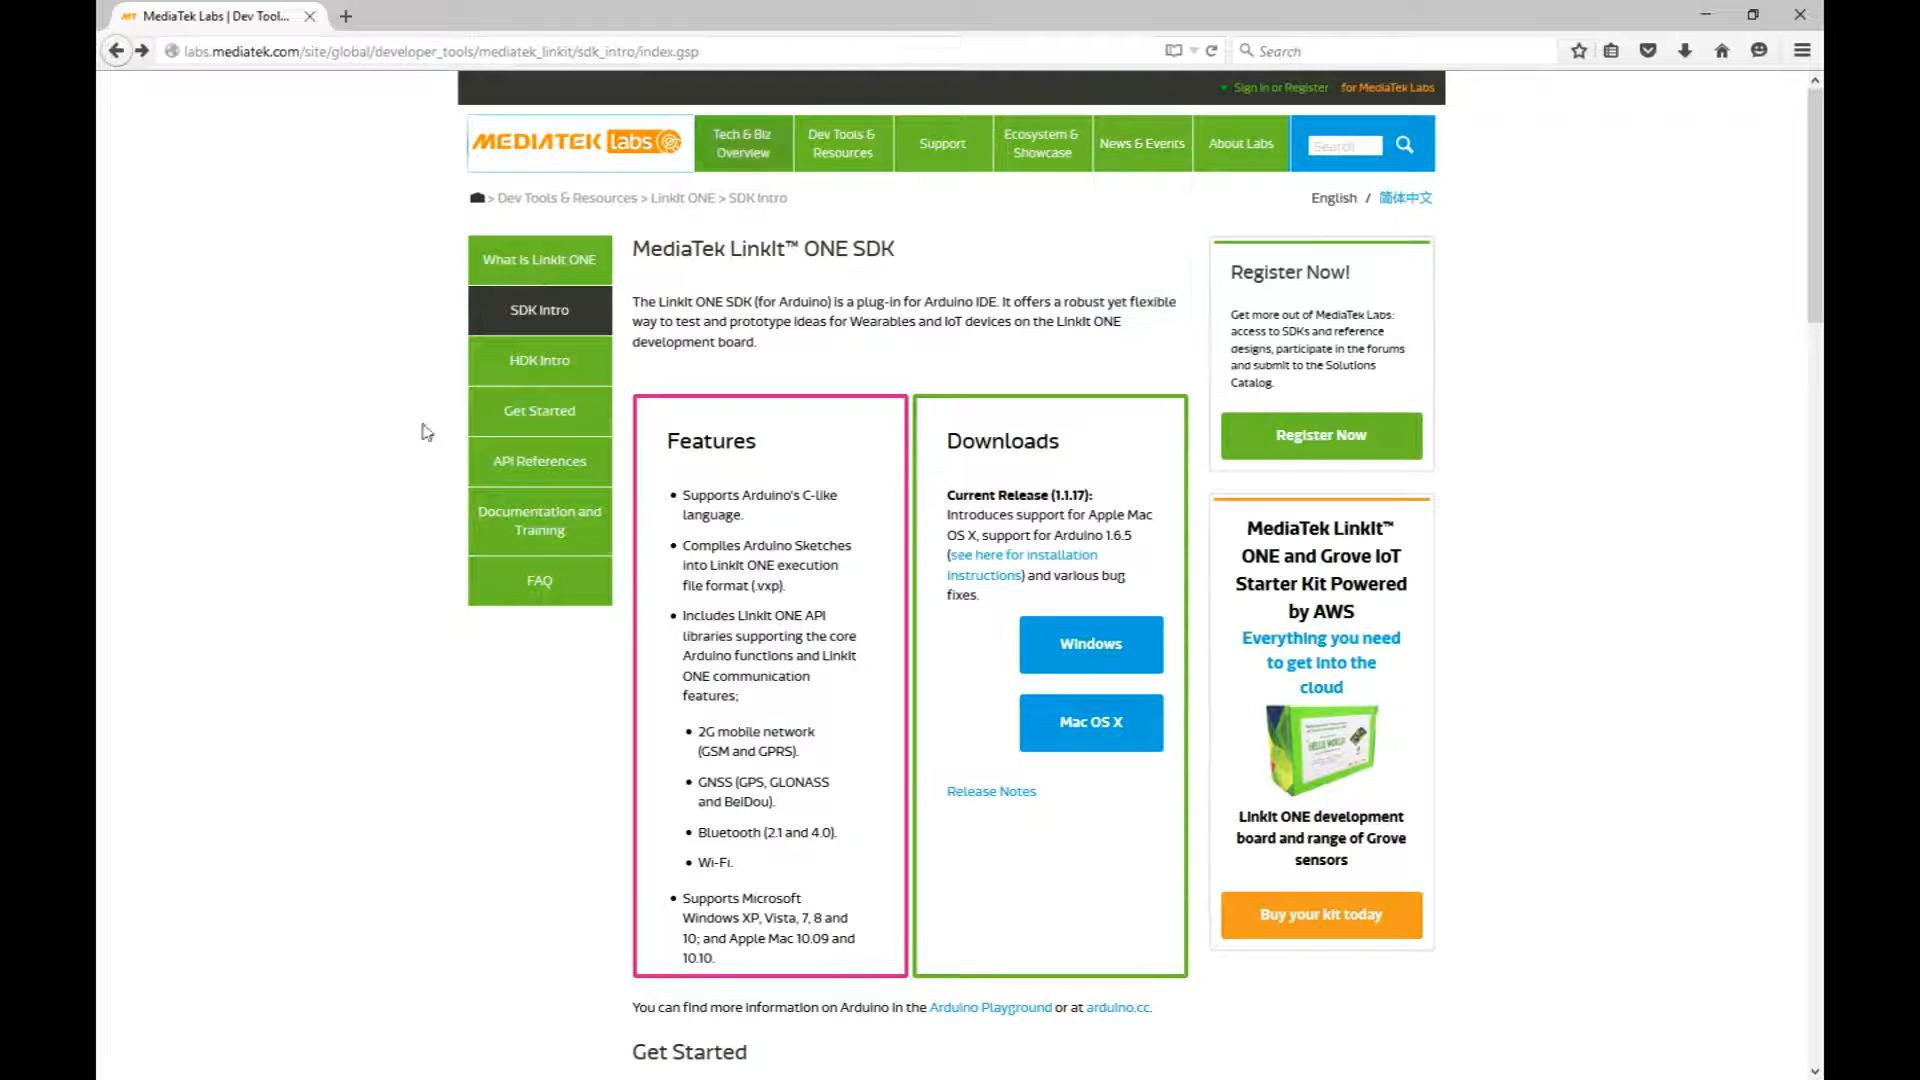 MediaTek Labs | Dev Tool...
labs.mediatek.com/site/global/developer_tools/mediatek_linkit/sdk_intro/index.gsp
Search
Sign in or Register for MediaTek Labs
MEDIATEK labs
Tech & Biz
Overview
Dev Tools &
Resources
Support
Ecosystem &
Showcase
News & Events
About Labs
Search
> Dev Tools & Resources > LinkIt ONE > SDK Intro
English / 简体中文
What is LinkIt ONE
SDK Intro
HDK Intro
Get Started
API References
Documentation and
Training
FAQ
MediaTek LinkIt™ ONE SDK
The LinkIt ONE SDK (for Arduino) is a plug-in for Arduino IDE. It offers a robust yet flexible
way to test and prototype ideas for Wearables and IoT devices on the LinkIt ONE
development board.
Features
• Supports Arduino's C-like
language.
• Compiles Arduino Sketches
into LinkIt ONE execution
file format (.vxp).
• Includes LinkIt ONE API
libraries supporting the core
Arduino functions and LinkIt
ONE communication
features;
• 2G mobile network
(GSM and GPRS).
• GNSS (GPS, GLONASS
and BeiDou).
• Bluetooth (2.1 and 4.0).
• Wi-Fi.
• Supports Microsoft
Windows XP, Vista, 7, 8 and
10; and Apple Mac 10.09 and
10.10.
Downloads
Current Release (1.1.17):
Introduces support for Apple Mac
OS X, support for Arduino 1.6.5
(see here for installation
instructions) and various bug
fixes.
Windows
Mac OS X
Release Notes
You can find more information on Arduino in the Arduino Playground or at arduino.cc.
Get Started
Register Now!
Get more out of MediaTek Labs:
access to SDKs and reference
designs, participate in the forums
and submit to the Solutions
Catalog.
Register Now
MediaTek LinkIt™
ONE and Grove IoT
Starter Kit Powered
by AWS
Everything you need
to get into the
cloud
HELLO WORLD
LinkIt ONE development
board and range of Grove
sensors
Buy your kit today